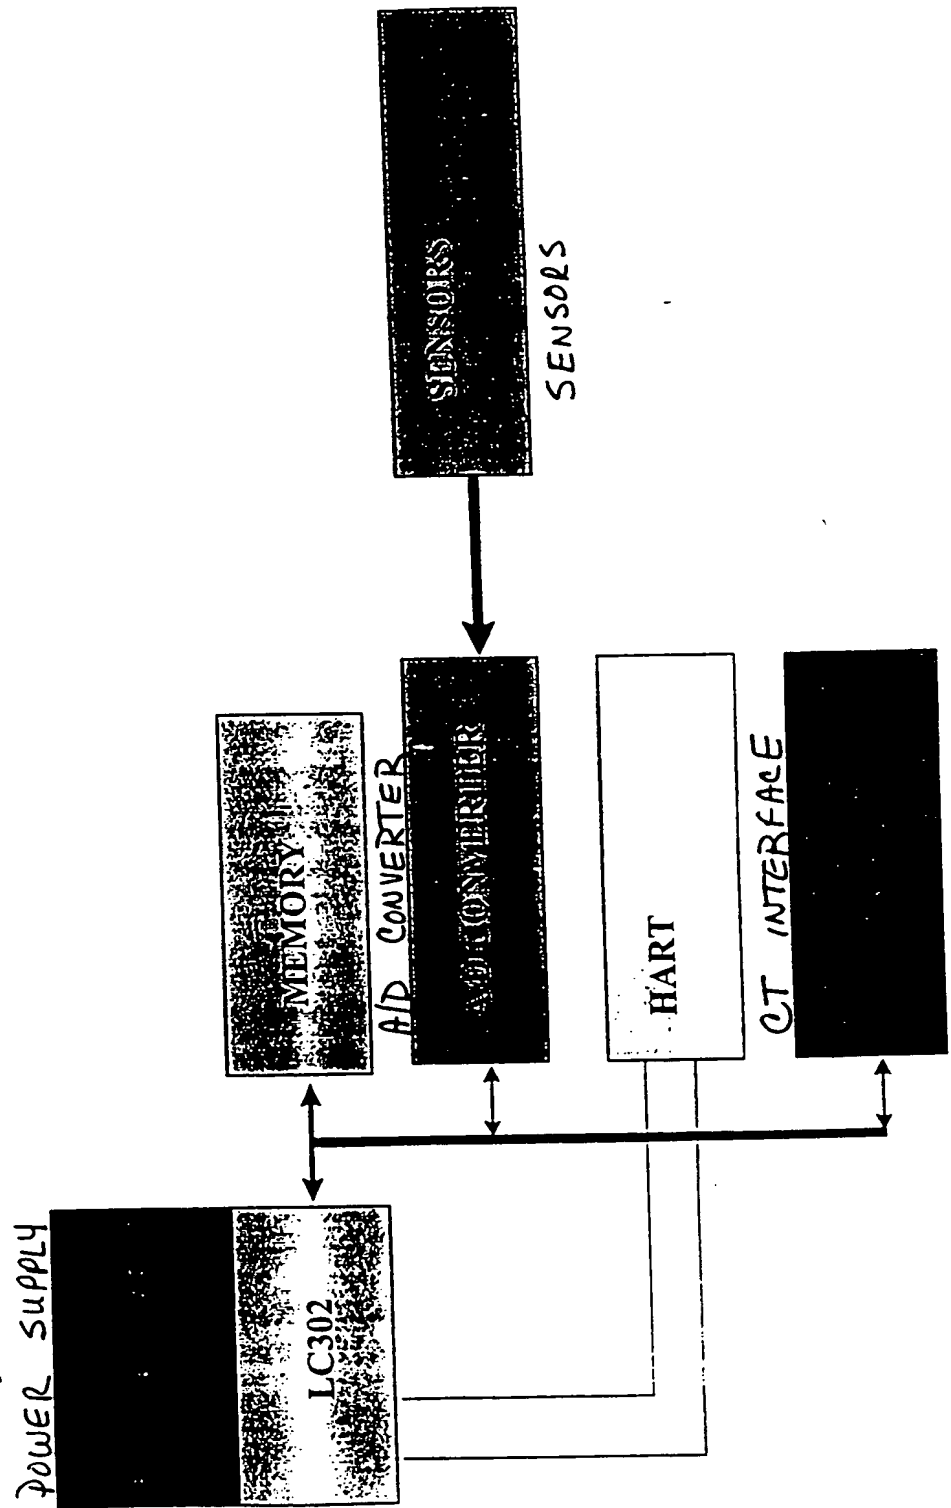 POWER SUPPLY
LC302
MEMORY
A/D CONVERTER
A/D CONVERTER
SENSORS
SENSORS
HART
CT INTERFACE